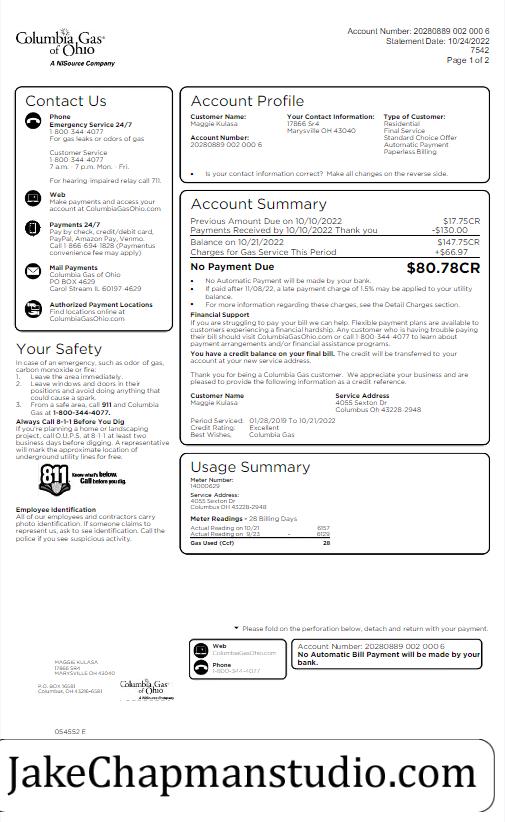 Columbia Gas
of Ohio
A NiSource Company
Account Number: 20280889 002 000 6
Statement Date: 10/24/2022
7542
Page 1 of 2
Contact Us
Phone
Emergency Service 24/7
1 800 344 4077
For gas leaks or odors of gas
Customer Service
1 800 344 4077
7 a.m. 7 p.m. Mon. Fri.
For hearing impaired relay call 711.
Web
Make payments and access your
account at ColumbiaGasOhio.com
Payments 24/7
Pay by check, credit/debit card,
PayPal, Amazon Pay, Venmo.
Call 1 866 694 1828 (Paymentus
convenience fee may apply)
Mail Payments
Columbia Gas of Ohio
PO BOX 4629
Carol Stream IL 60197 4629
Authorized Payment Locations
Find locations online at
ColumbiaGasOhio.com
Your Safety
In case of an emergency, such as odor of gas,
carbon monoxide or fire:
1. Leave the area immediately.
2. Leave windows and doors in their
positions and avoid doing anything that
could cause a spark.
3. From a safe area, call 911 and Columbia
Gas at 1-800-344-4077.
Always Call 8-1-1 Before You Dig
If you're planning a home or landscaping
project, call O.U.P.S. at 8 1 1 at least two
business days before digging. A representative
will mark the approximate location of
underground utility lines for free.
811 Know what's below.
Call before you dig.
Employee Identification
All of our employees and contractors carry
photo identification. If someone claims to
represent us, ask to see identification. Call the
police if you see suspicious activity.
Account Profile
Customer Name:
Maggie Kulasa
Account Number:
20280889 002 000 6
Your Contact Information:
17866 Sr4
Marysville OH 43040
Type of Customer:
Residential
Final Service
Standard Choice Offer
Automatic Payment
Paperless Billing
• Is your contact information correct? Make all changes on the reverse side.
Account Summary
Previous Amount Due on 10/10/2022 $17.75CR
Payments Received by 10/10/2022 Thank you -$130.00
Balance on 10/21/2022 $147.75CR
Charges for Gas Service This Period +$66.97
No Payment Due $80.78CR
• No Automatic Payment will be made by your bank.
• If paid after 11/08/22, a late payment charge of 1.5% may be applied to your utility
balance.
• For more information regarding these charges, see the Detail Charges section.
Financial Support
If you are struggling to pay your bill we can help. Flexible payment plans are available to
customers experiencing a financial hardship. Any customer who is having trouble paying
their bill should visit ColumbiaGasOhio.com or call 1 800 344 4077 to learn about
payment arrangements and/or financial assistance programs.
You have a credit balance on your final bill. The credit will be transferred to your
account at your new service address.
Thank you for being a Columbia Gas customer. We appreciate your business and are
pleased to provide the following information as a credit reference.
Customer Name Service Address
Maggie Kulasa 4055 Sexton Dr
Columbus Oh 43228-2948
Period Serviced: 01/28/2019 To 10/21/2022
Credit Rating: Excellent
Best Wishes, Columbia Gas
Usage Summary
Meter Number:
14000629
Service Address:
4055 Sexton Dr
Columbus OH 43228-2948
Meter Readings - 28 Billing Days
Actual Reading on 10/21 6157
Actual Reading on 9/23 - 6129
Gas Used (Ccf) 28
Please fold on the perforation below, detach and return with your payment.
Web
ColumbiaGasOhio.com
Phone
1-800-344-4077
Account Number: 20280889 002 000 6
No Automatic Bill Payment will be made by your
bank.
MAGGIE KULASA
17866 SR4
MARYSVILLE OH 43040
P.O. BOX 16581
Columbus, OH 43216-6581
Columbia Gas
of Ohio
A NiSource Company
054552 E
JakeChapmanstudio.com